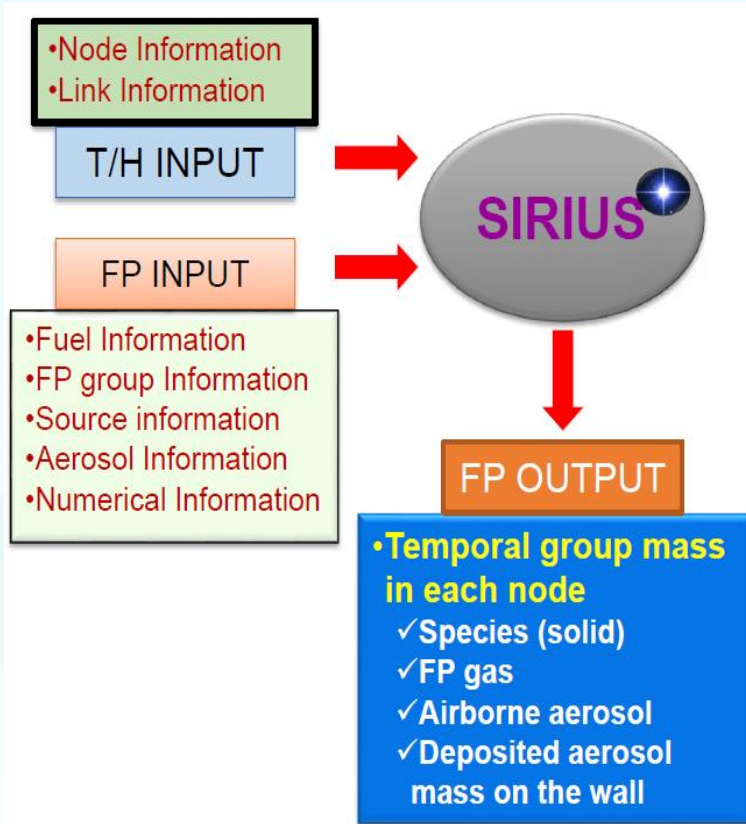 •Node Information
•Link Information
T/H INPUT
SIRIUS
FP INPUT
•Fuel Information
•FP group Information
•Source information
•Aerosol Information
•Numerical Information
FP OUTPUT
•Temporal group mass
in each node
✓Species (solid)
✓FP gas
✓Airborne aerosol
✓Deposited aerosol
mass on the wall